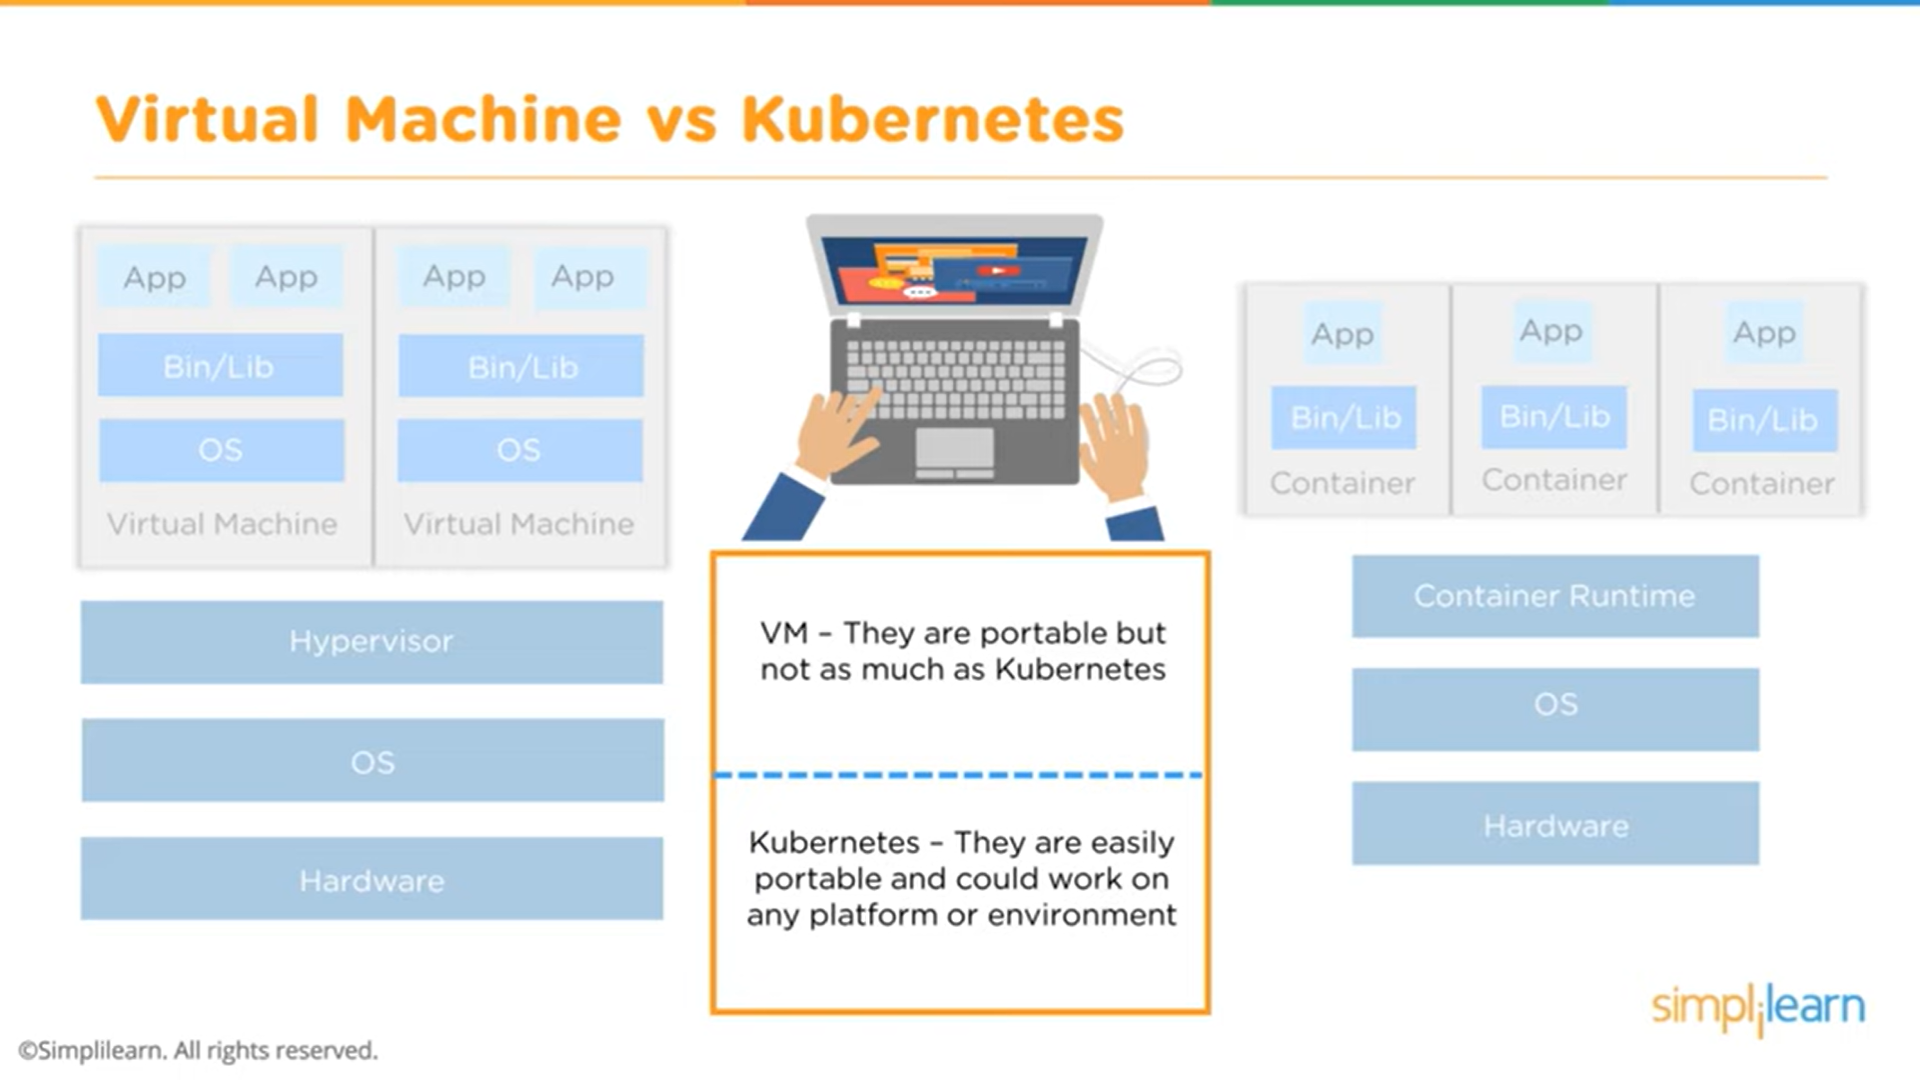 Virtual Machine vs Kubernetes
App App App App
Bin/Lib Bin/Lib
OS OS
Virtual Machine Virtual Machine
Hypervisor
OS
Hardware
VM – They are portable but
not as much as Kubernetes
Kubernetes – They are easily
portable and could work on
any platform or environment
App App App
Bin/Lib Bin/Lib Bin/Lib
Container Container Container
Container Runtime
OS
Hardware
simplilearn
©Simplilearn. All rights reserved.